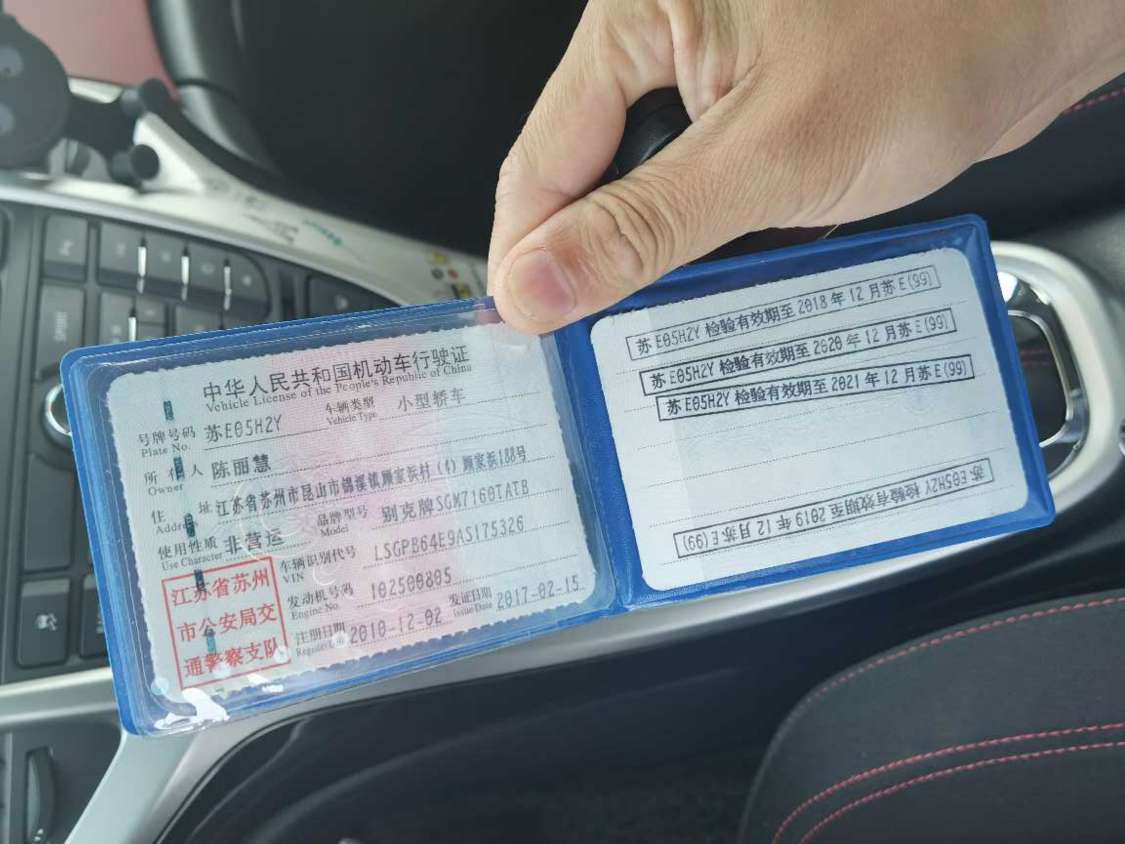 中华人民共和国机动车行驶证
Vehicle License of the People's Republic of China
号牌号码 苏E05H2Y 车辆类型 小型轿车
Plate No. Vehicle Type
所有人 陈丽慧
Owner
住址 江苏省苏州市昆山市锦溪镇顾家浜村(4)顾家浜188号
Address
使用性质 非营运 品牌型号 别克牌SGM7160TATB
Use Character Model
车辆识别代号 LSGPB64E9AS175326
VIN
发动机号码 102500805
Engine No.
注册日期 2010-12-02 发证日期 2017-02-15
Register Date Issue Date
江苏省苏州
市公安局交
通警察支队
苏E05H2Y 检验有效期至2018年12月苏E(99)
苏E05H2Y 检验有效期至2020年12月苏E(99)
苏E05H2Y 检验有效期至2021年12月苏E(99)
苏E05H2Y 检验有效期至2019年12月苏E(99)